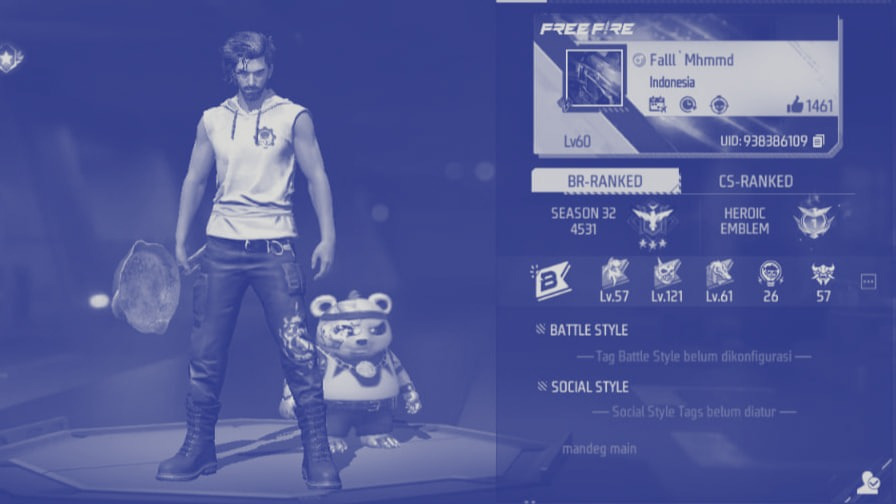 FREE FIRE
Falll ̉ Mhmmd
Indonesia
1461
Lv60
UID: 938386109
BR-RANKED
CS-RANKED
SEASON 32
4531
HEROIC
EMBLEM
B
Lv.57
Lv.121
Lv.61
26
57
BATTLE STYLE
Tag Battle Style belum dikonfigurasi
SOCIAL STYLE
Social Style Tags belum diatur
mandeg main